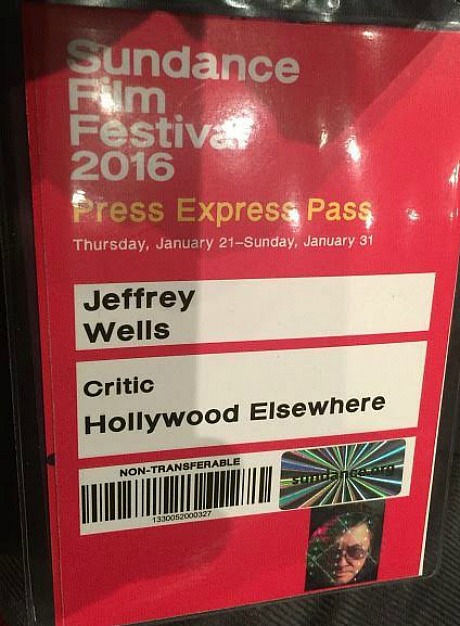 Sundance
Film
Festival
2016
Press Express Pass
Thursday, January 21–Sunday, January 31
Jeffrey
Wells
Critic
Hollywood Elsewhere
NON-TRANSFERABLE
1330052000327
sundance.org